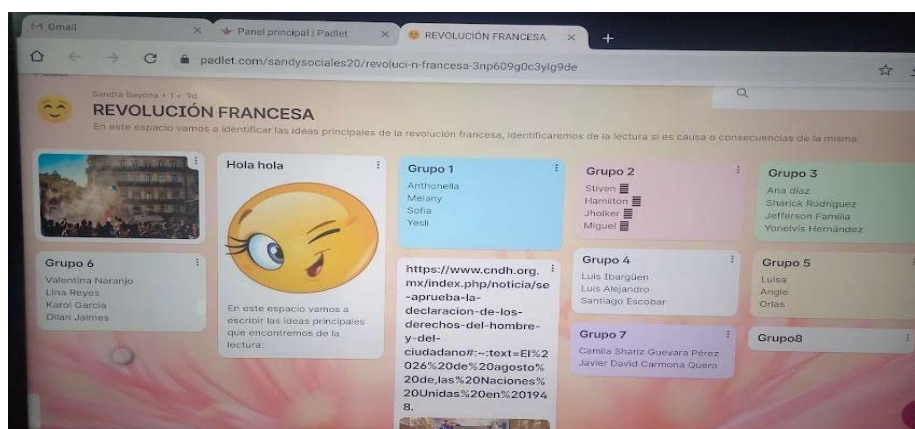 Gmail
Panel principal | Padlet
REVOLUCIÓN FRANCESA
padlet.com/sandysociales20/revoluci-n-francesa-3np609g0c3ylg9de
Sandra Bayona • 1 • 9d
REVOLUCIÓN FRANCESA
En este espacio vamos a identificar las ideas principales de la revolución francesa, identificaremos de la lectura si es causa o consecuencias de la misma.
Hola hola
En este espacio vamos a
escribir las ideas principales
que encontremos de la
lectura:
Grupo 1
Anthonella
Melany
Sofia
Yesli
Grupo 2
Stiven
Hamilton
Jholker
Miguel
Grupo 3
Ana díaz
Sharick Rodríguez
Jefferson Familia
Yonelvis Hernández
Grupo 6
Valentina Naranjo
Lina Reyes
Karol García
Dilan Jaimes
https://www.cndh.org.
mx/index.php/noticia/se
-aprueba-la-
declaracion-de-los-
derechos-del-hombre-
y-del-
ciudadano#:~:text=El%2
026%20de%20agosto%
20de,las%20Naciones%
20Unidas%20en%20194
8.
Grupo 4
Luis Ibargüen
Luis Alejandro
Santiago Escobar
Grupo 5
Luisa
Angie
Orlas
Grupo 7
Camila Shariz Guevara Pérez
Javier David Carmona Quero
Grupo8